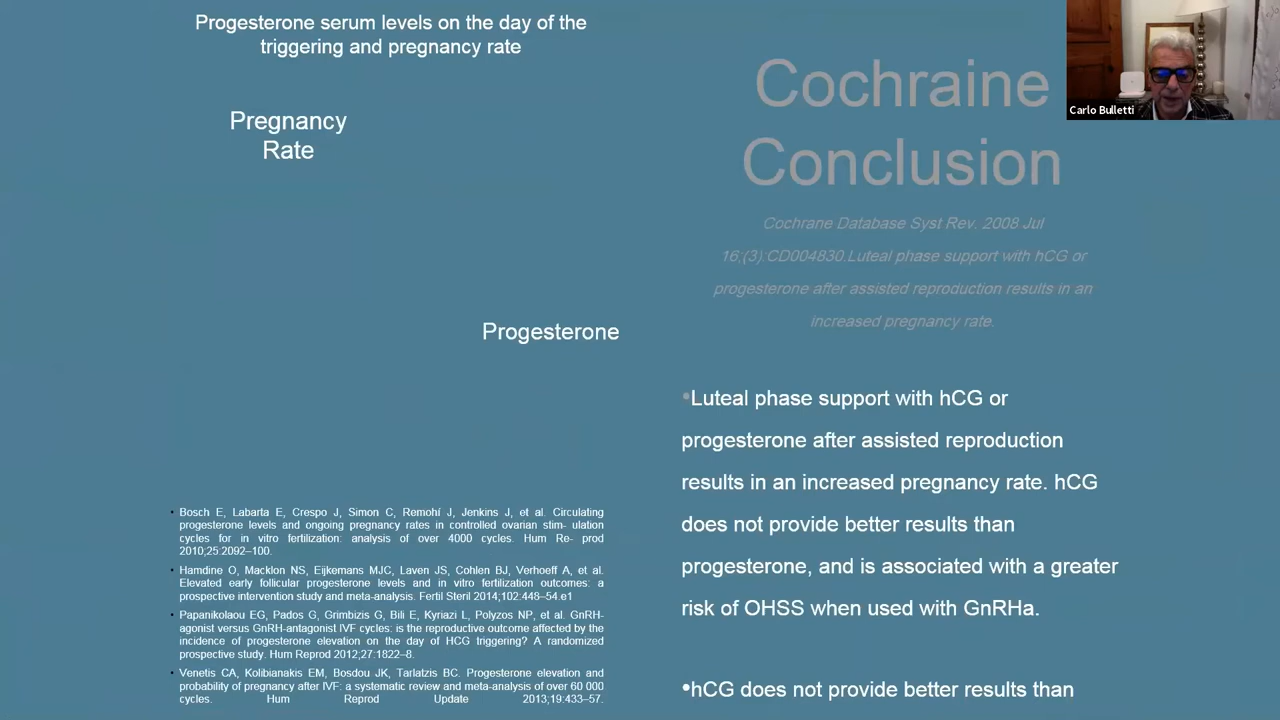 Progesterone serum levels on the day of the
triggering and pregnancy rate
Pregnancy
Rate
Progesterone
• Bosch E, Labarta E, Crespo J, Simon C, Remohí J, Jenkins J, et al. Circulating
progesterone levels and ongoing pregnancy rates in controlled ovarian stim- ulation
cycles for in vitro fertilization: analysis of over 4000 cycles. Hum Re- prod
2010;25:2092–100.
• Hamdine O, Macklon NS, Eijkemans MJC, Laven JS, Cohlen BJ, Verhoeff A, et al.
Elevated early follicular progesterone levels and in vitro fertilization outcomes: a
prospective intervention study and meta-analysis. Fertil Steril 2014;102:448–54.e1
• Papanikolaou EG, Pados G, Grimbizis G, Bili E, Kyriazi L, Polyzos NP, et al. GnRH-
agonist versus GnRH-antagonist IVF cycles: is the reproductive outcome affected by the
incidence of progesterone elevation on the day of HCG triggering? A randomized
prospective study. Hum Reprod 2012;27:1822–8.
• Venetis CA, Kolibianakis EM, Bosdou JK, Tarlatzis BC. Progesterone elevation and
probability of pregnancy after IVF: a systematic review and meta-analysis of over 60 000
cycles. Hum Reprod Update 2013;19:433–57.
Cochraine
Conclusion
Cochrane Database Syst Rev. 2008 Jul
16;(3):CD004830.Luteal phase support with hCG or
progesterone after assisted reproduction results in an
increased pregnancy rate.
•Luteal phase support with hCG or
progesterone after assisted reproduction
results in an increased pregnancy rate. hCG
does not provide better results than
progesterone, and is associated with a greater
risk of OHSS when used with GnRHa.
•hCG does not provide better results than
Carlo Bulletti